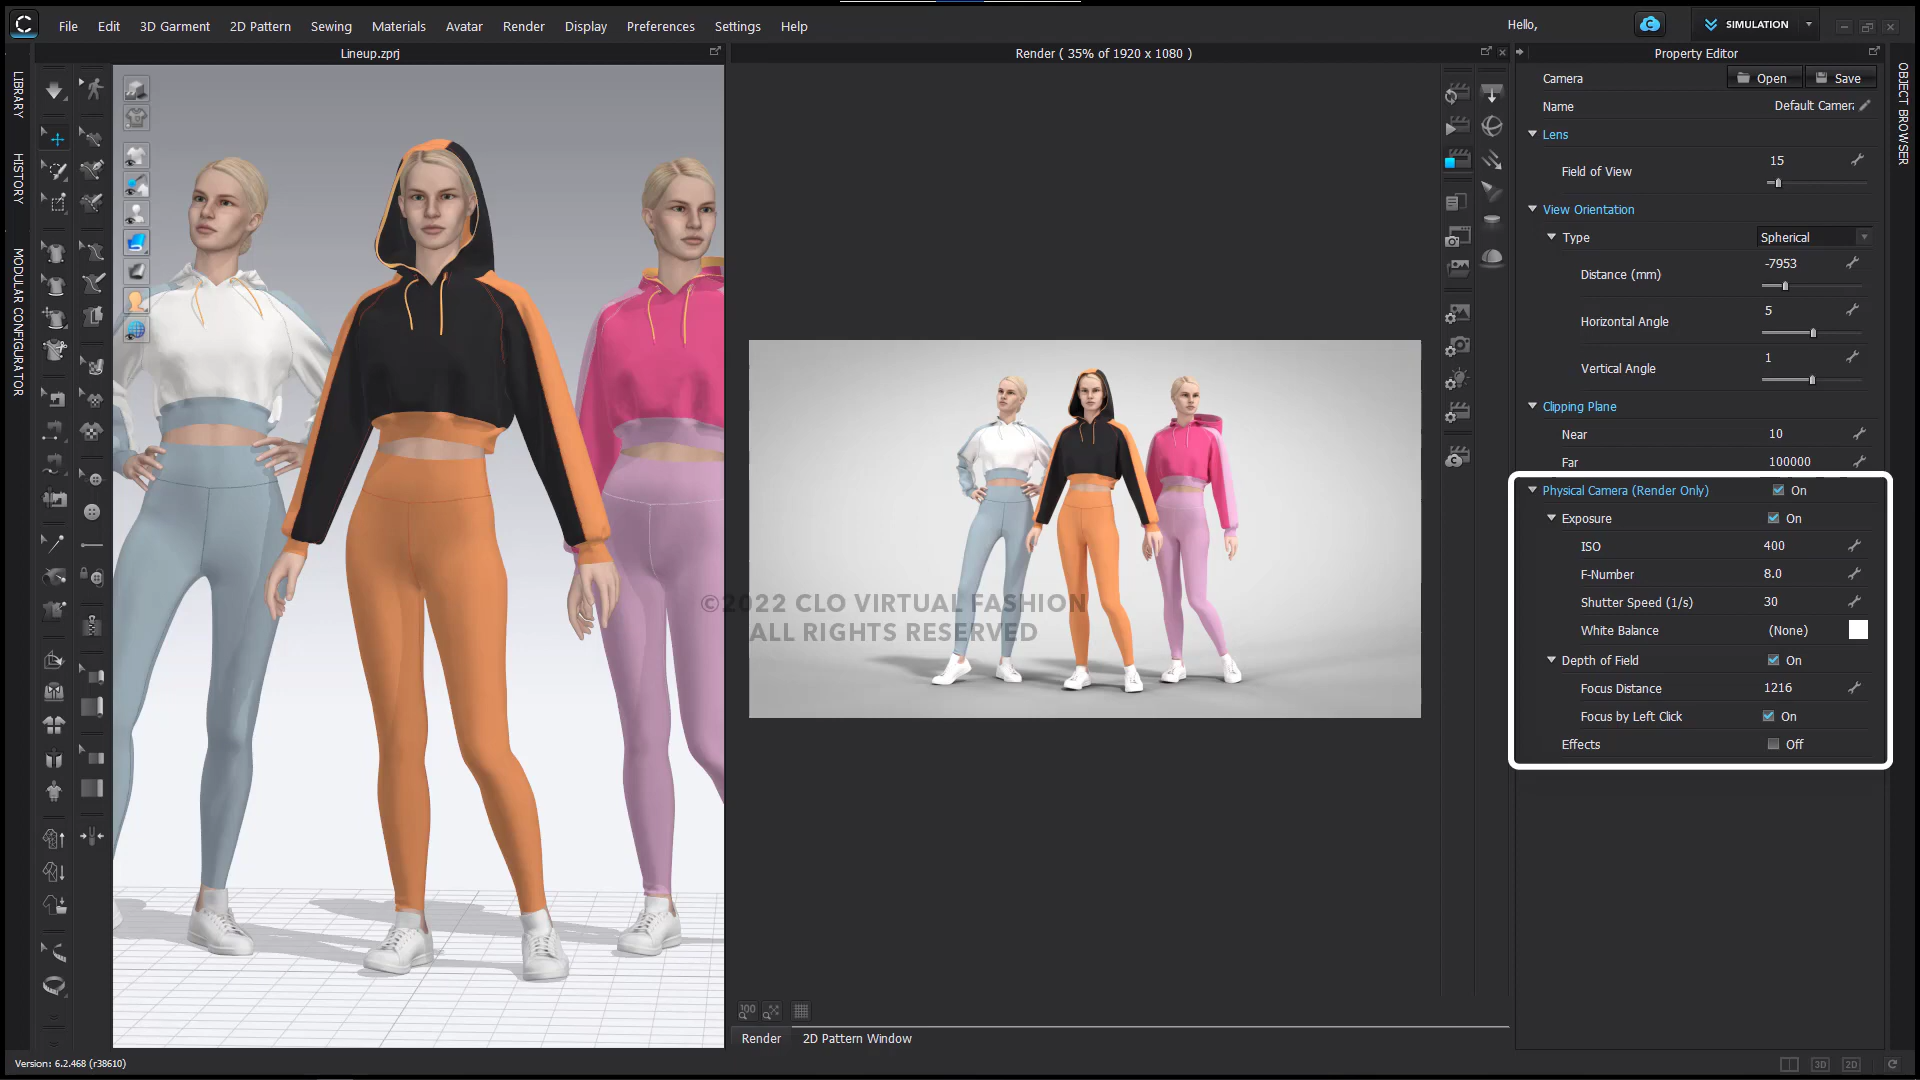 File Edit 3D Garment 2D Pattern Sewing Materials Avatar Render Display Preferences Settings Help
Hello,
SIMULATION
LIBRARY
HISTORY
MODULAR CONFIGURATOR
Lineup.zprj
Render ( 35% of 1920 x 1080 )
Property Editor
OBJECT BROWSER
Camera Open Save
Name Default Camera
Lens
Field of View 15
View Orientation
Type Spherical
Distance (mm) -7953
Horizontal Angle 5
Vertical Angle 1
Clipping Plane
Near 10
Far 100000
Physical Camera (Render Only) On
Exposure On
ISO 400
F-Number 8.0
Shutter Speed (1/s) 30
White Balance (None)
Depth of Field On
Focus Distance 1216
Focus by Left Click On
Effects Off
©2022 CLO VIRTUAL FASHION
ALL RIGHTS RESERVED
100
Render 2D Pattern Window
Version: 6.2.468 (r38610)
3D 2D